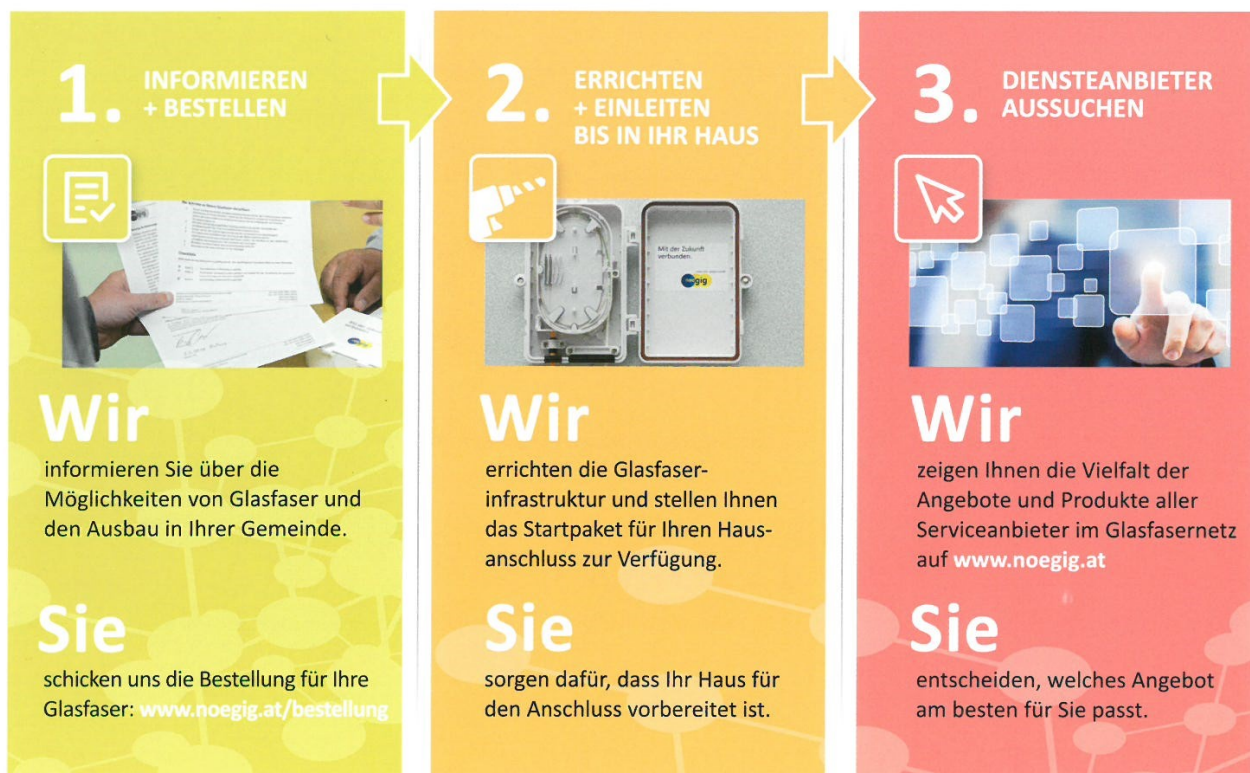 1. INFORMIEREN
+ BESTELLEN
Wir
informieren Sie über die
Möglichkeiten von Glasfaser und
den Ausbau in Ihrer Gemeinde.
Sie
schicken uns die Bestellung für Ihre
Glasfaser: www.noegig.at/bestellung
2. ERRICHTEN
+ EINLEITEN
BIS IN IHR HAUS
Mit der Zukunft
verbunden.
noegig
Wir
errichten die Glasfaser-
infrastruktur und stellen Ihnen
das Startpaket für Ihren Haus-
anschluss zur Verfügung.
Sie
sorgen dafür, dass Ihr Haus für
den Anschluss vorbereitet ist.
3. DIENSTEANBIETER
AUSSUCHEN
Wir
zeigen Ihnen die Vielfalt der
Angebote und Produkte aller
Serviceanbieter im Glasfasernetz
auf www.noegig.at
Sie
entscheiden, welches Angebot
am besten für Sie passt.